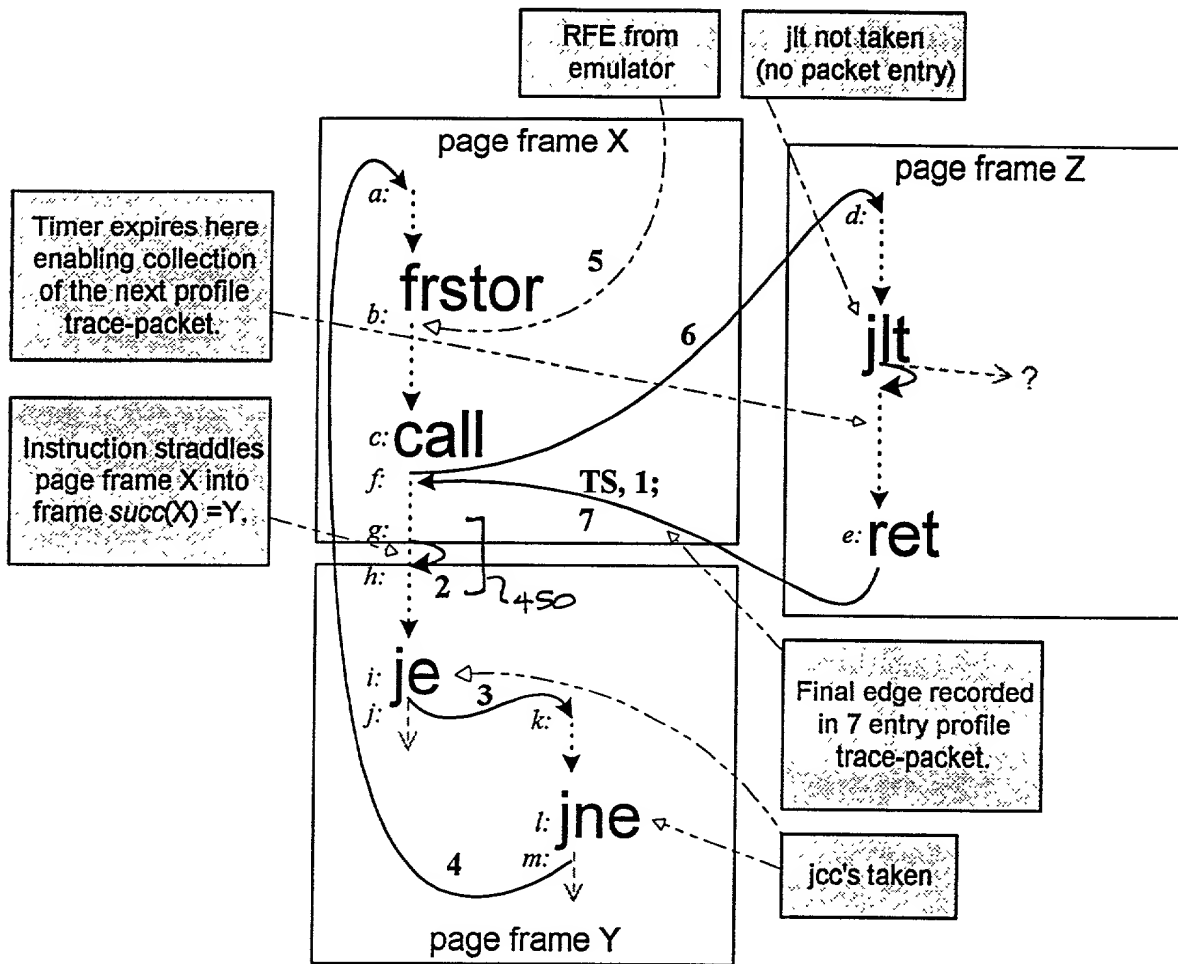 RFE from
emulator
jlt not taken
(no packet entry)
page frame X
page frame Z
a:
d:
Timer expires here
enabling collection
of the next profile
trace-packet.
5
frstor
b:
6
jlt
?
c: call
Instruction straddles
page frame X into
frame succ(X) =Y.
f:
TS, 1;
7
g:
e: ret
h:
2
450
i: je
3
j:
k:
Final edge recorded
in 7 entry profile
trace-packet.
l: jne
4
m:
jcc's taken
page frame Y